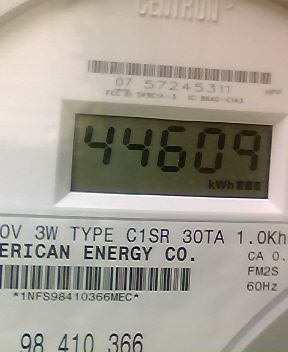 CENTRON
07 57245311
HPP
44609
kWh
0V 3W TYPE C1SR 30TA 1.0Kh
ERICAN ENERGY CO.
CA 0.
FM2S
*1NFS98410366MEC*
60Hz
98 410 366